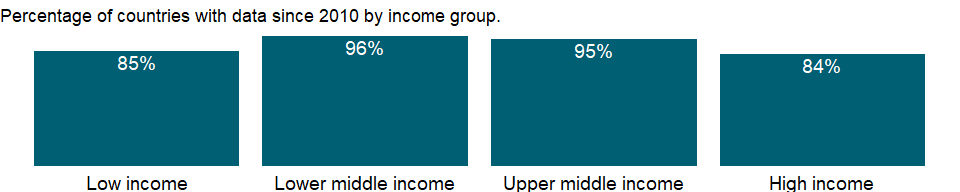 Percentage of countries with data since 2010 by income group.
85%
96%
95%
84%
Low income
Lower middle income
Upper middle income
High income